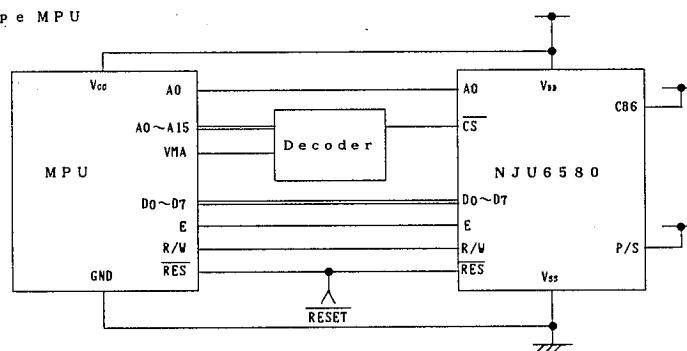 pe MPU
Vcc
A0
A0~A15
VMA
MPU
D0~D7
E
R/W
RES
GND
Decoder
RESET
A0
VDD
CS
C86
NJU6580
D0~D7
E
R/W
P/S
RES
VSS